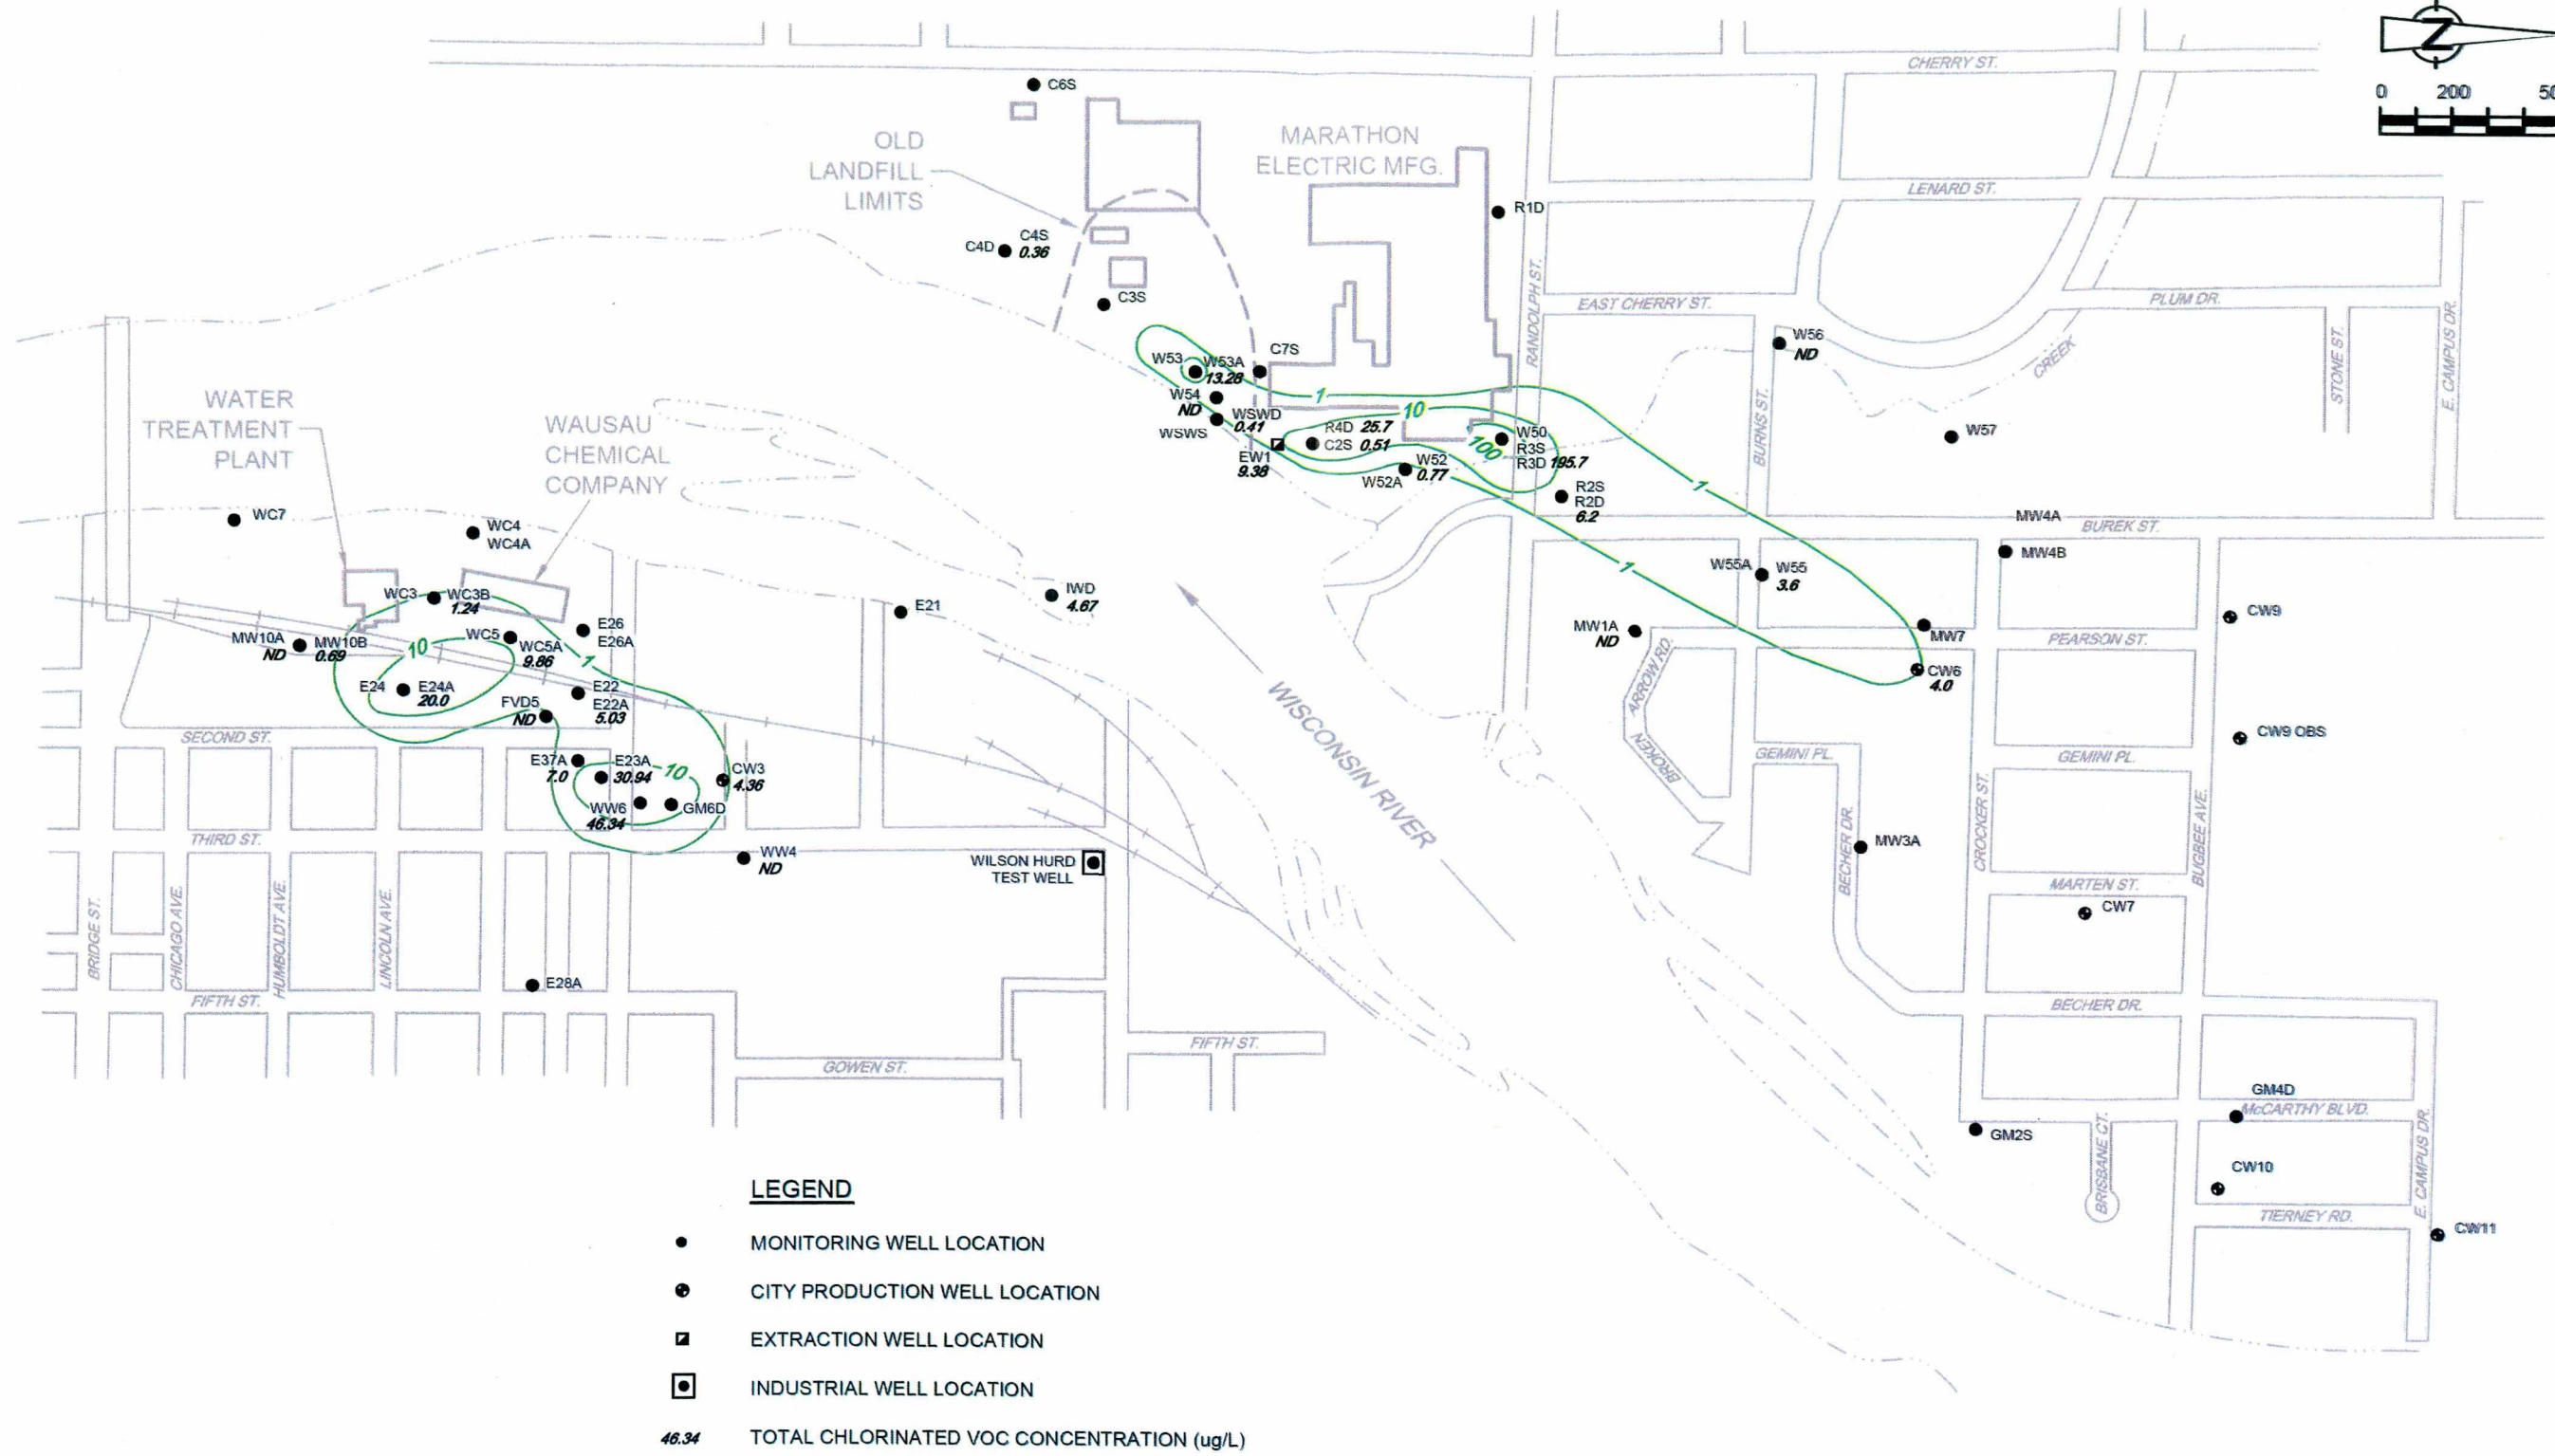 Z
0 200
CHERRY ST.
C6S
OLD
LANDFILL
LIMITS
MARATHON
ELECTRIC MFG.
LENARD ST.
R1D
C4D
C4S
0.36
C3S
RANDOLPH ST.
EAST CHERRY ST.
PLUM DR.
STONE ST.
E. CAMPUS DR.
W56
ND
CREEK
BURNS ST.
W57
W53
W53A
13.28
C7S
W54
ND
WSWD
0.41
WSWS
EW1
9.38
1
10
R4D 25.7
C2S 0.51
100
W50
R3S
R3D 195.7
W52
0.77
W52A
R2S
R2D
6.2
1
1
MW4A
BUREK ST.
MW4B
W55A
W55
3.6
MW1A
ND
MW7
PEARSON ST.
CW6
4.0
CW9
CW9 OBS
BROKEN
ARROW RD.
GEMINI PL.
GEMINI PL.
BECHER DR.
CROCKER ST.
BUGBEE AVE.
MW3A
MARTEN ST.
CW7
BECHER DR.
GM4D
McCARTHY BLVD.
GM2S
BRISBANE CT.
CW10
TIERNEY RD.
E. CAMPUS DR.
CW11
WATER
TREATMENT
PLANT
WAUSAU
CHEMICAL
COMPANY
WC7
WC4
WC4A
WC3
WC3B
1.24
MW10A
ND
MW10B
0.69
10
WC5
WC5A
9.86
E26
E26A
1
E24
E24A
20.0
E22
E22A
5.03
FVD5
ND
E21
IWD
4.67
WISCONSIN RIVER
SECOND ST.
E37A
7.0
E23A
30.94
10
CW3
4.36
WW6
46.34
GM6D
THIRD ST.
WW4
ND
WILSON HURD
TEST WELL
BRIDGE ST.
CHICAGO AVE.
HUMBOLDT AVE.
LINCOLN AVE.
E28A
FIFTH ST.
FIFTH ST.
GOWEN ST.
LEGEND
MONITORING WELL LOCATION
CITY PRODUCTION WELL LOCATION
EXTRACTION WELL LOCATION
INDUSTRIAL WELL LOCATION
46.34 TOTAL CHLORINATED VOC CONCENTRATION (ug/L)